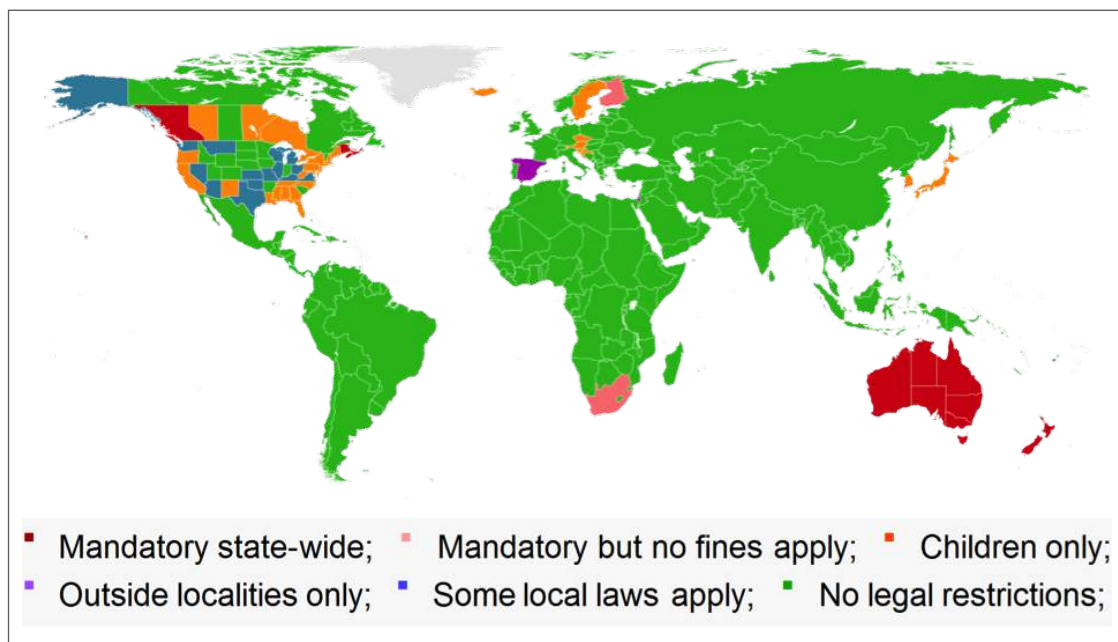 Mandatory state-wide; Mandatory but no fines apply; Children only;
Outside localities only; Some local laws apply; No legal restrictions;